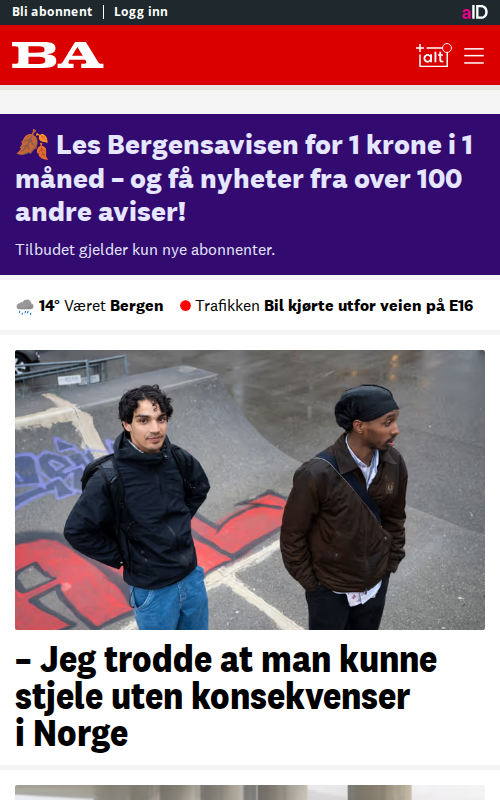 Bli abonnent | Logg inn
aID
BA
+alt
🍂 Les Bergensavisen for 1 krone i 1
måned – og få nyheter fra over 100
andre aviser!
Tilbudet gjelder kun nye abonnenter.
14° Været Bergen Trafikken Bil kjørte utfor veien på E16
– Jeg trodde at man kunne
stjele uten konsekvenser
i Norge